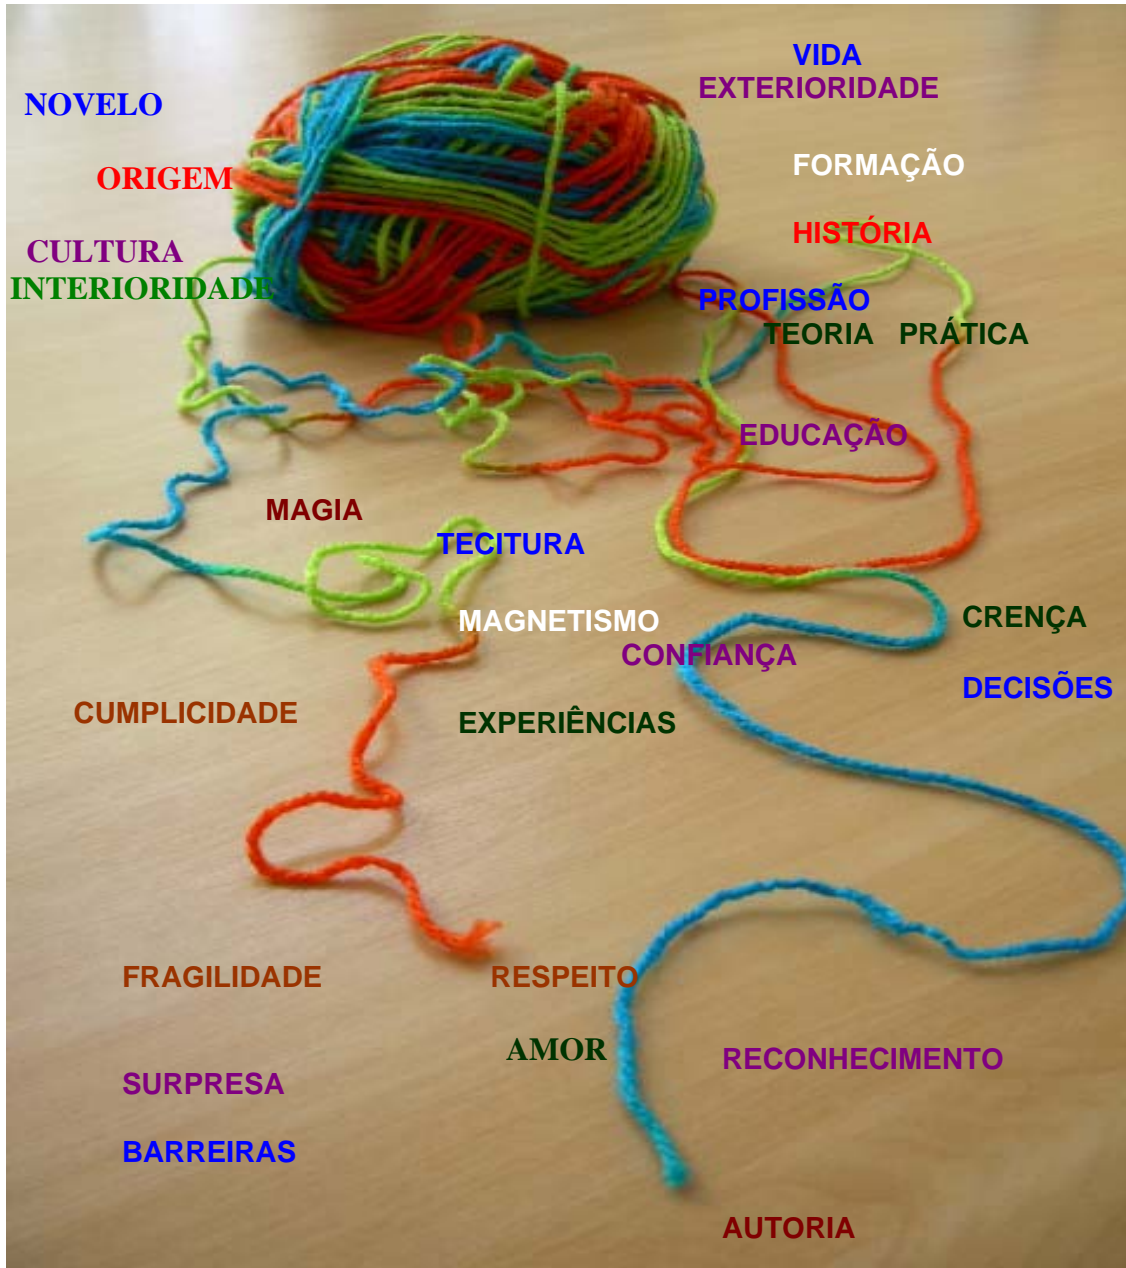 VIDA
EXTERIORIDADE
NOVELO
FORMAÇÃO
ORIGEM
HISTÓRIA
CULTURA
INTERIORIDADE
PROFISSÃO
TEORIA PRÁTICA
EDUCAÇÃO
MAGIA
TECITURA
MAGNETISMO
CRENÇA
CONFIANÇA
DECISÕES
CUMPLICIDADE
EXPERIÊNCIAS
FRAGILIDADE
RESPEITO
AMOR
RECONHECIMENTO
SURPRESA
BARREIRAS
AUTORIA